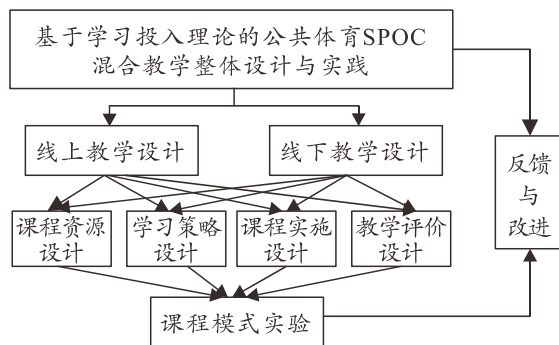 基于学习投入理论的公共体育SPOC
混合教学整体设计与实践
线上教学设计
线下教学设计
反馈
与
改进
课程资源
设计
学习策略
设计
课程实施
设计
教学评价
设计
课程模式实验